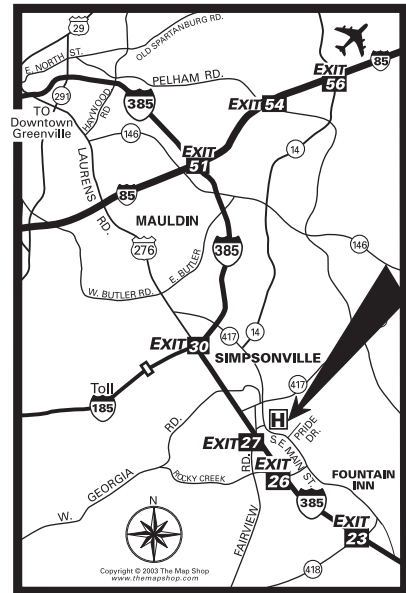 29
OLD SPARTANBURG RD.
E. NORTH ST.
PELHAM RD.
EXIT
56
85
291
HAYWOOD
RD
385
EXIT
54
TO
Downtown
Greenville
146
14
EXIT
51
LAURENS
RD.
85
MAULDIN
276
385
146
E. BUTLER
W. BUTLER RD.
417
14
EXIT 30
SIMPSONVILLE
Toll
185
417
H
PRIDE
DR.
EXIT 27
S.E. MAIN ST.
RD.
W. GEORGIA
RD.
ROCKY CREEK
EXIT
26
FOUNTAIN
INN
385
FAIRVIEW
EXIT
23
N
418
Copyright © 2003 The Map Shop
www.themapshop.com